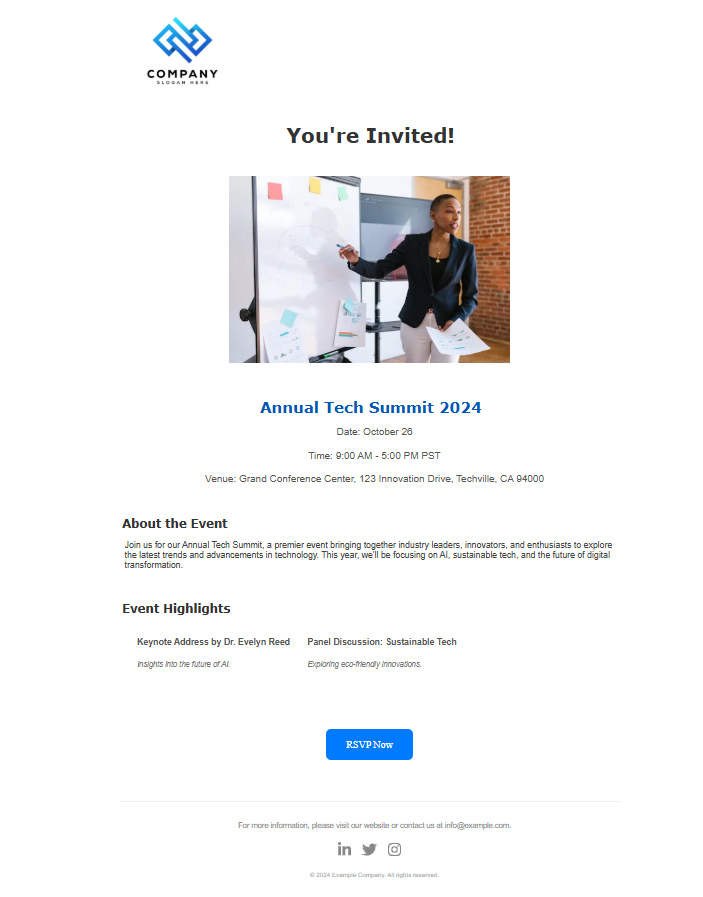 COMPANY
SLOGAN HERE
You're Invited!
Annual Tech Summit 2024
Date: October 26
Time: 9:00 AM - 5:00 PM PST
Venue: Grand Conference Center, 123 Innovation Drive, Techville, CA 94000
About the Event
Join us for our Annual Tech Summit, a premier event bringing together industry leaders, innovators, and enthusiasts to explore
the latest trends and advancements in technology. This year, we'll be focusing on AI, sustainable tech, and the future of digital
transformation.
Event Highlights
Keynote Address by Dr. Evelyn Reed
Insights into the future of AI.
Panel Discussion: Sustainable Tech
Exploring eco-friendly innovations.
RSVP Now
For more information, please visit our website or contact us at info@example.com.
© 2024 Example Company. All rights reserved.